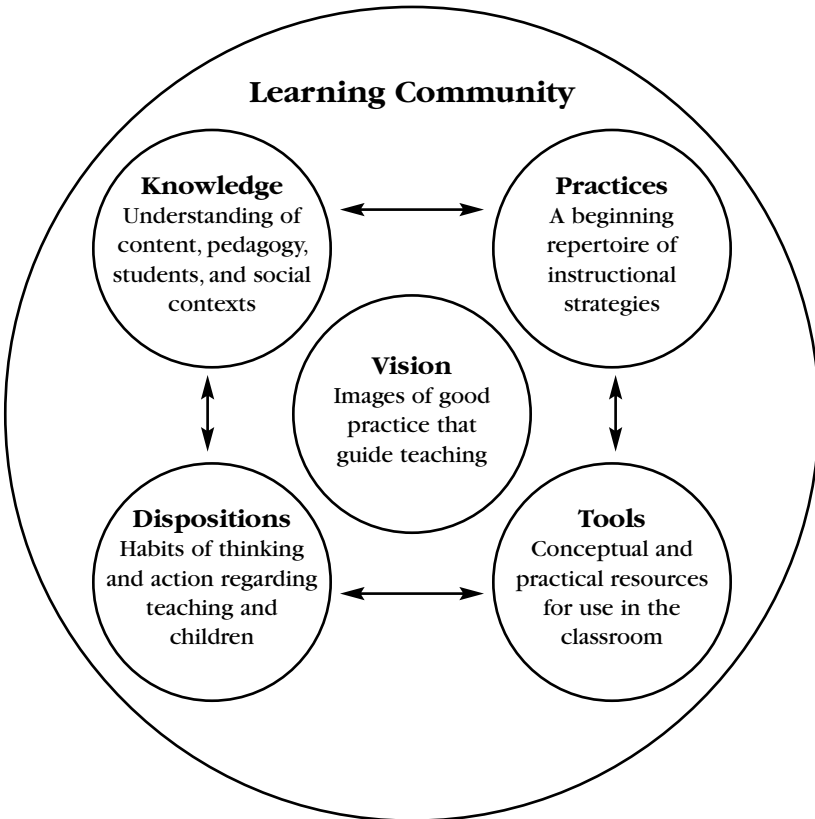 Learning Community
Knowledge
Understanding of
content, pedagogy,
students, and social
contexts
Practices
A beginning
repertoire of
instructional
strategies
Vision
Images of good
practice that
guide teaching
Dispositions
Habits of thinking
and action regarding
teaching and
children
Tools
Conceptual and
practical resources
for use in the
classroom